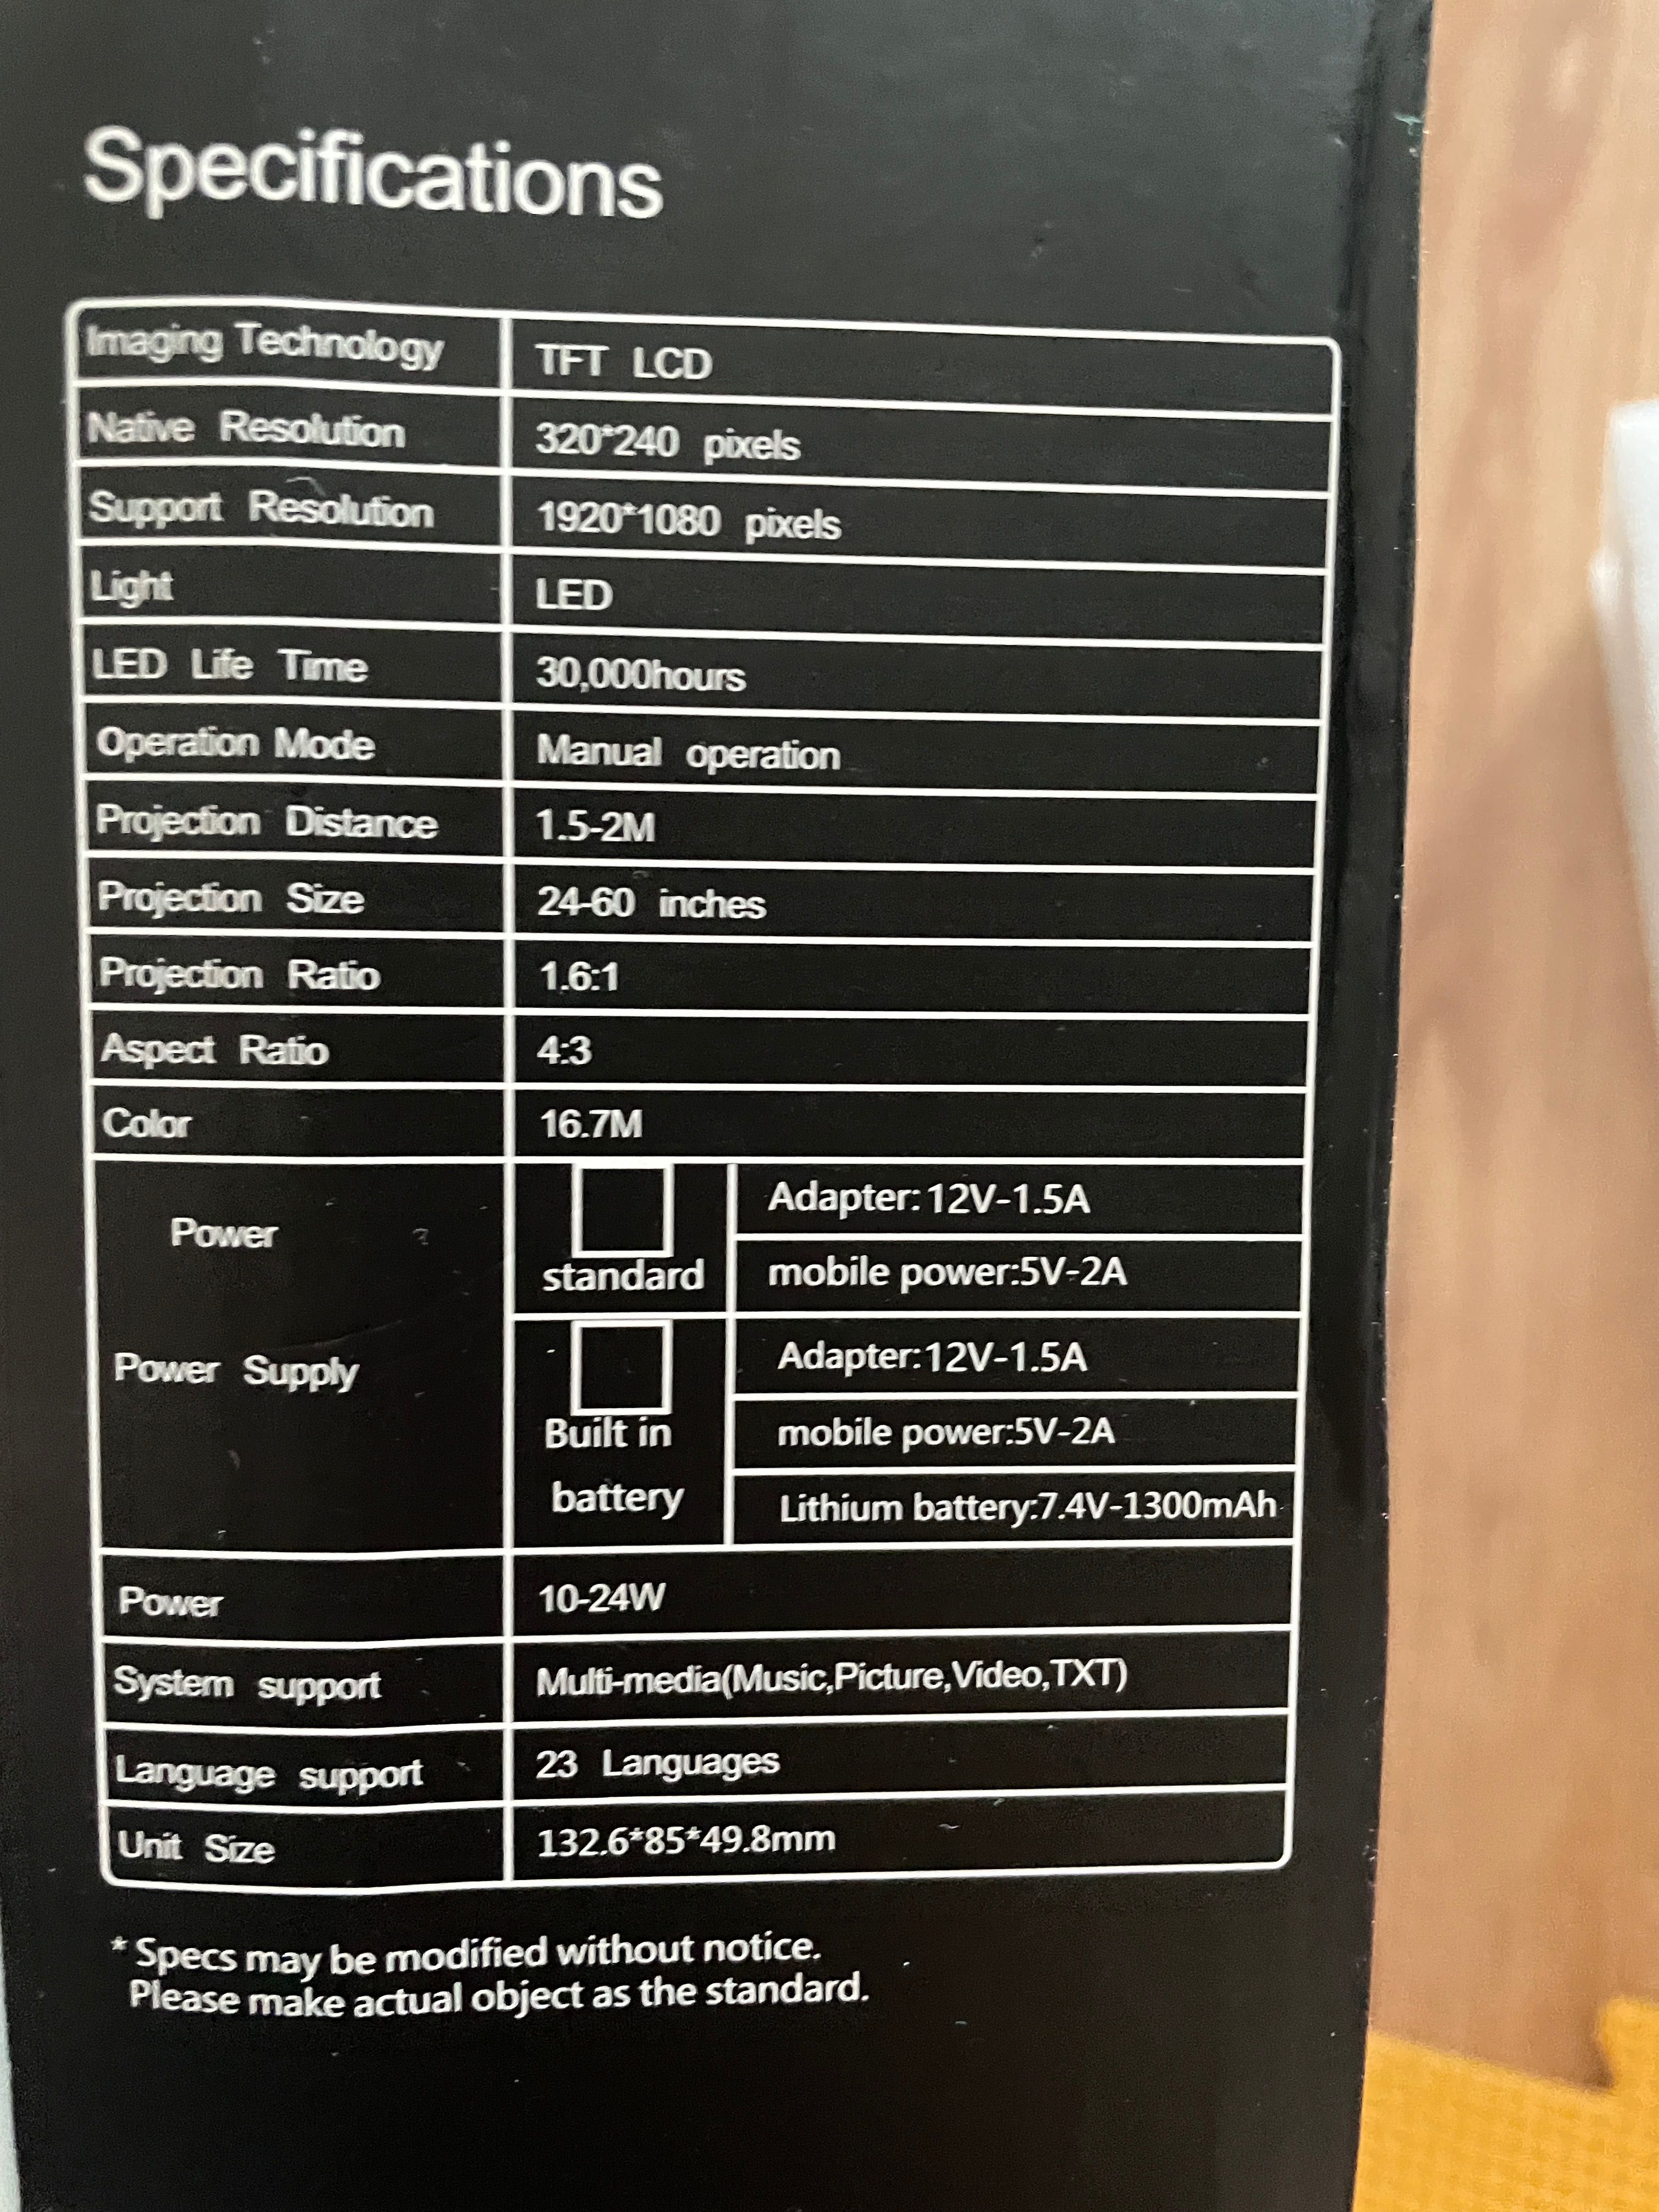 Specifications
Imaging Technology TFT LCD
Native Resolution 320*240 pixels
Support Resolution 1920*1080 pixels
Light LED
LED Life Time 30,000hours
Operation Mode Manual operation
Projection Distance 1.5-2M
Projection Size 24-60 inches
Projection Ratio 1.6:1
Aspect Ratio 4:3
Color 16.7M
Power
Power Supply
standard
Adapter:12V-1.5A
mobile power:5V-2A
Built in
battery
Adapter:12V-1.5A
mobile power:5V-2A
Lithium battery:7.4V-1300mAh
Power 10-24W
System support Multi-media(Music,Picture,Video,TXT)
Language support 23 Languages
Unit Size 132.6*85*49.8mm
* Specs may be modified without notice.
Please make actual object as the standard.